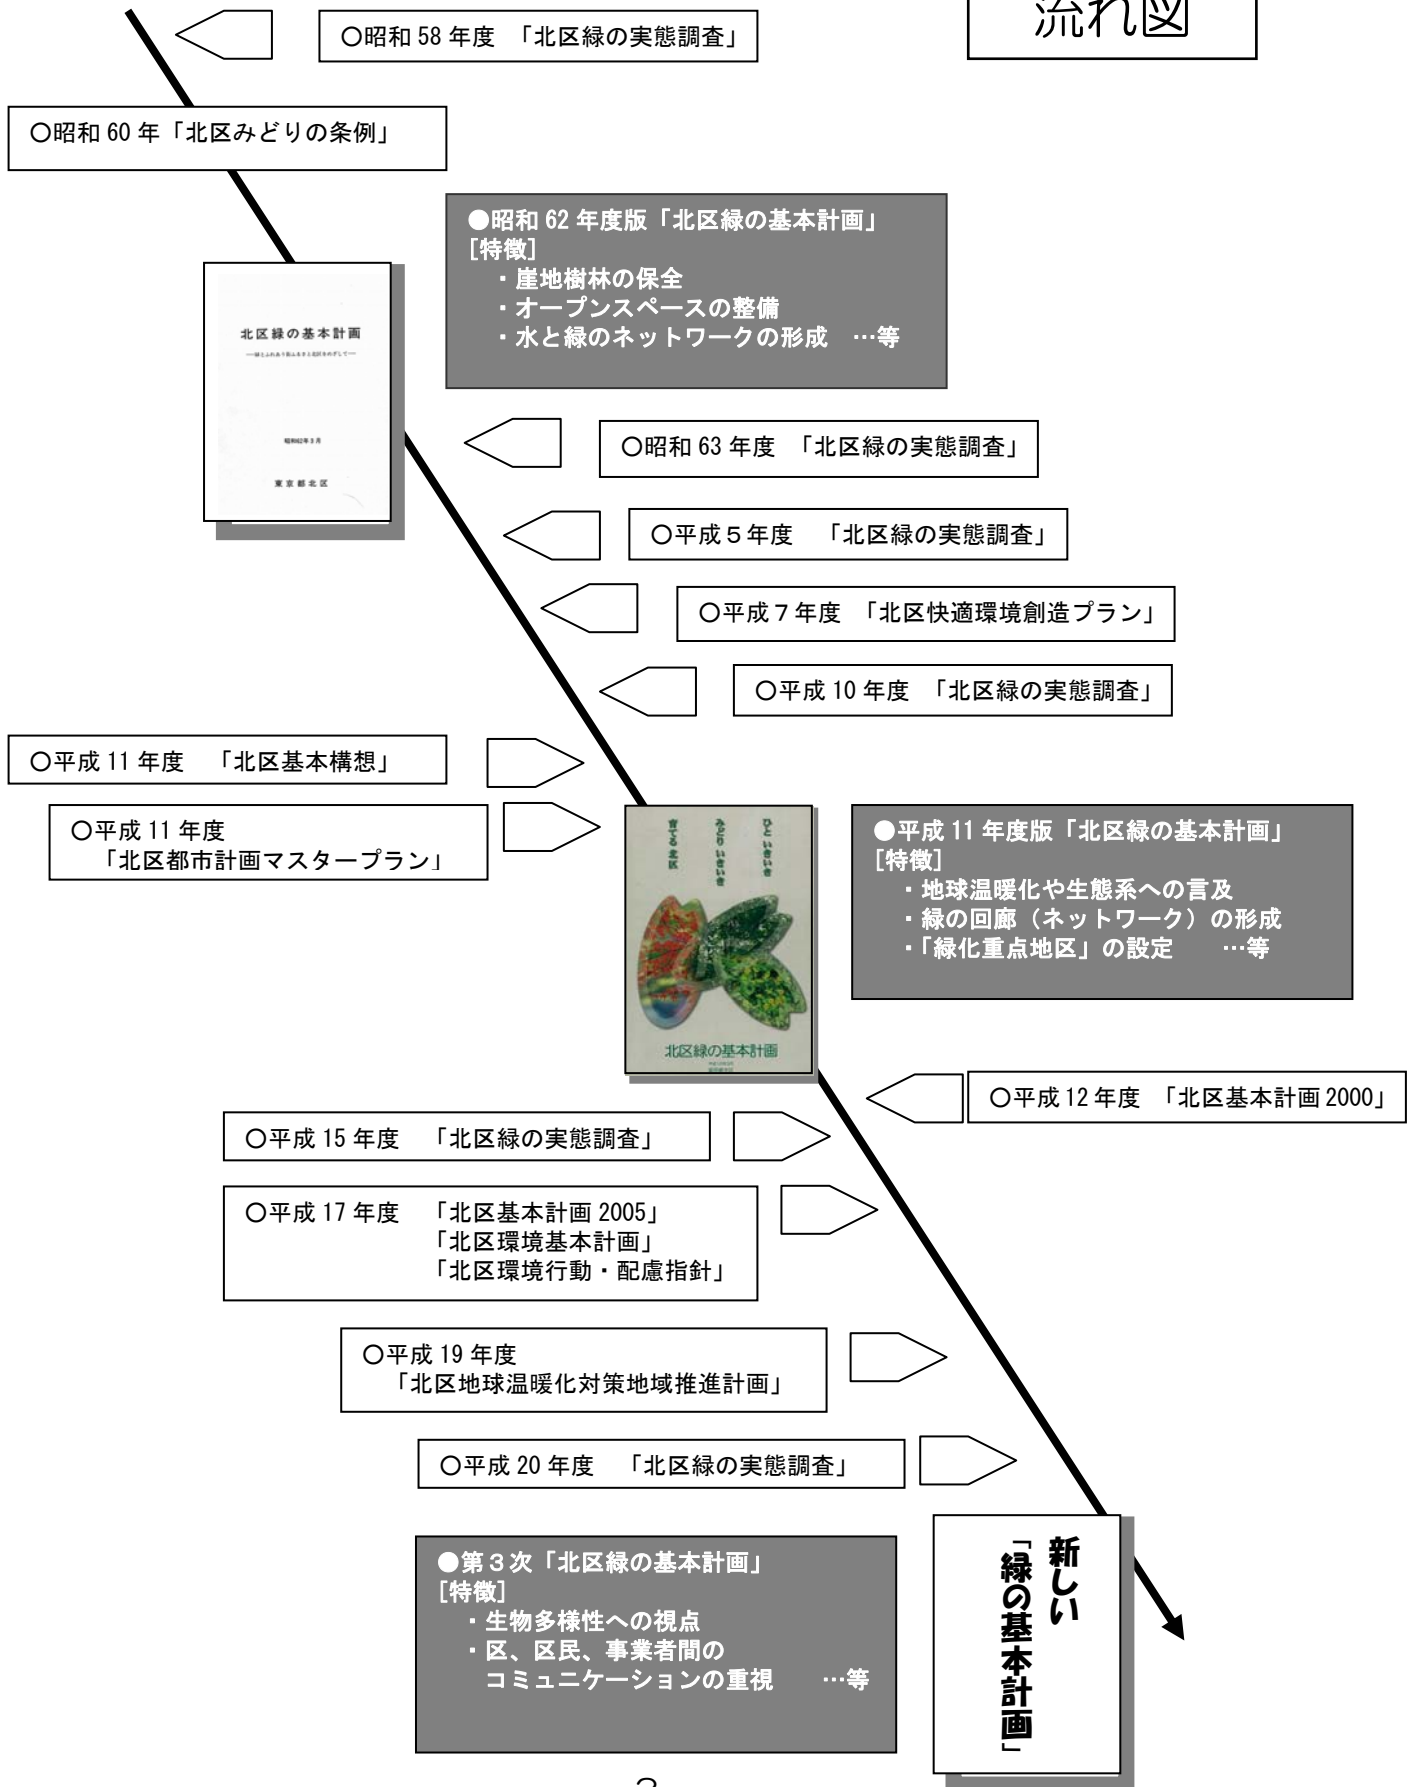 流れ図
○昭和 58 年度 「北区緑の実態調査」
○昭和 60 年「北区みどりの条例」
●昭和 62 年度版「北区緑の基本計画」
[特徴]
・崖地樹林の保全
・オープンスペースの整備
・水と緑のネットワークの形成 …等
北区緑の基本計画
昭和62年3月
東京都北区
○昭和 63 年度 「北区緑の実態調査」
○平成５年度 「北区緑の実態調査」
○平成７年度 「北区快適環境創造プラン」
○平成 10 年度 「北区緑の実態調査」
○平成 11 年度 「北区基本構想」
○平成 11 年度
「北区都市計画マスタープラン」
ひと いきいき
みどり いきいき
育てる 北区
北区緑の基本計画
●平成 11 年度版「北区緑の基本計画」
[特徴]
・地球温暖化や生態系への言及
・緑の回廊（ネットワーク）の形成
・「緑化重点地区」の設定 …等
○平成 12 年度 「北区基本計画 2000」
○平成 15 年度 「北区緑の実態調査」
○平成 17 年度 「北区基本計画 2005」
「北区環境基本計画」
「北区環境行動・配慮指針」
○平成 19 年度
「北区地球温暖化対策地域推進計画」
○平成 20 年度 「北区緑の実態調査」
●第３次「北区緑の基本計画」
[特徴]
・生物多様性への視点
・区、区民、事業者間の
コミュニケーションの重視 …等
新しい
「緑の基本計画」